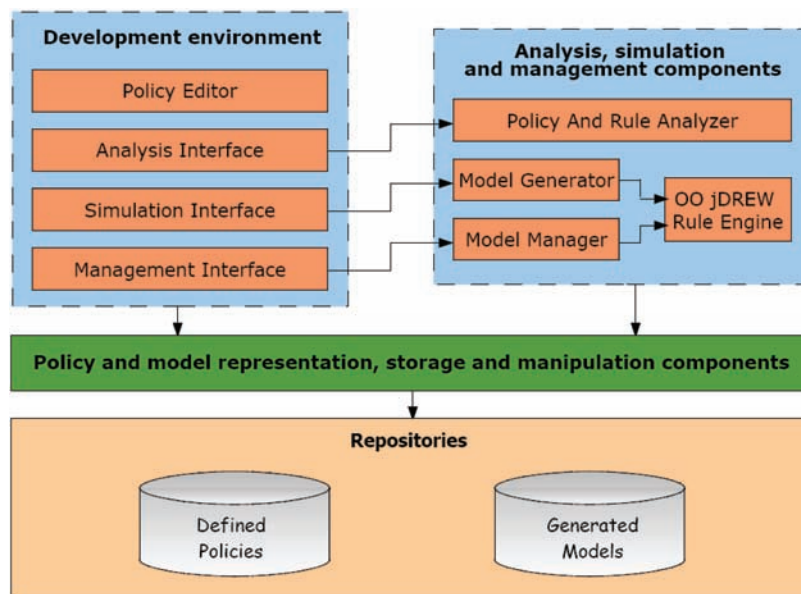 Development environment
Policy Editor
Analysis Interface
Simulation Interface
Management Interface
Analysis, simulation
and management components
Policy And Rule Analyzer
Model Generator
Model Manager
OO jDREW
Rule Engine
Policy and model representation, storage and manipulation components
Repositories
Defined
Policies
Generated
Models